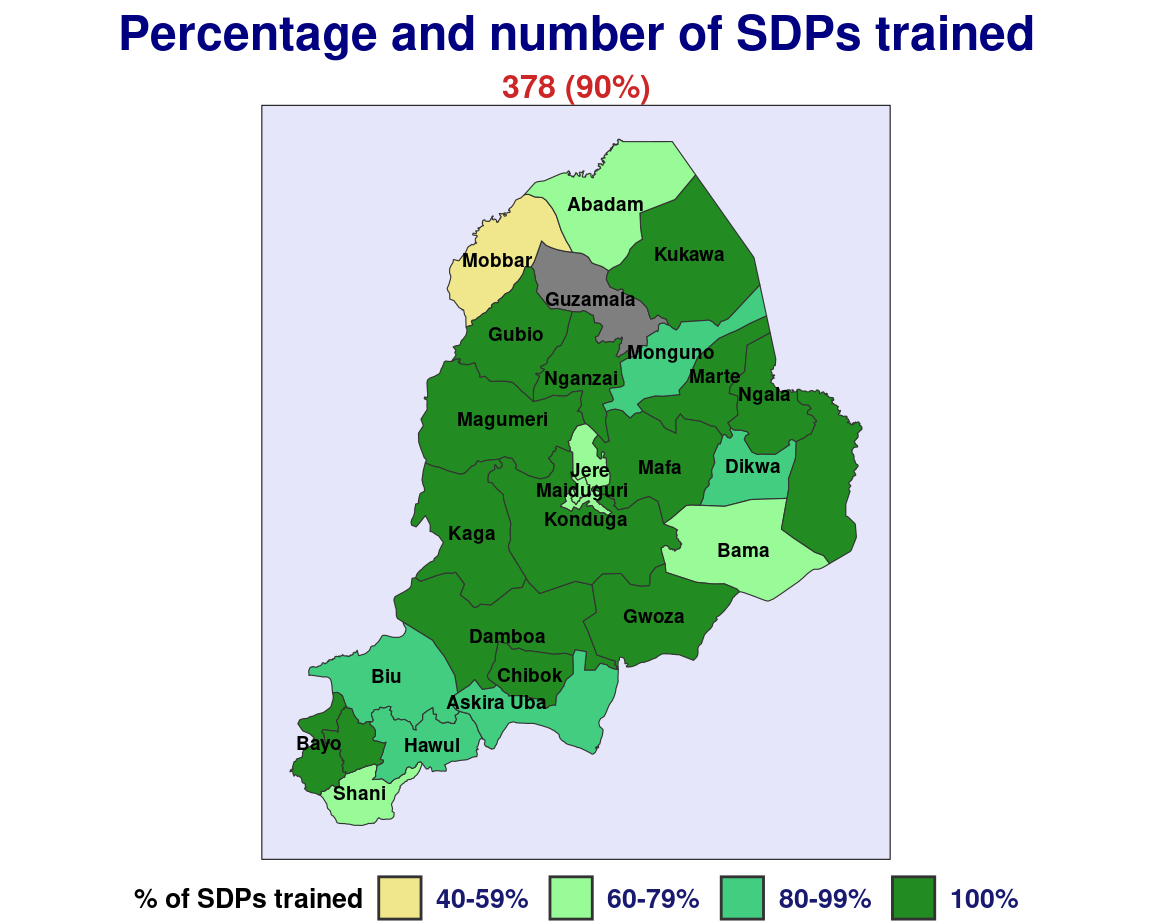 Percentage and number of SDPs trained
378 (90%)
Abadam
Kukawa
Mobbar
Guzamala
Gubio
Monguno
Nganzai
Marte
Ngala
Magumeri
Jere
Mafa
Dikwa
Maiduguri
Konduga
Kaga
Bama
Gwoza
Damboa
Chibok
Biu
Askira Uba
Bayo
Hawul
Shani
% of SDPs trained 40-59% 60-79% 80-99% 100%